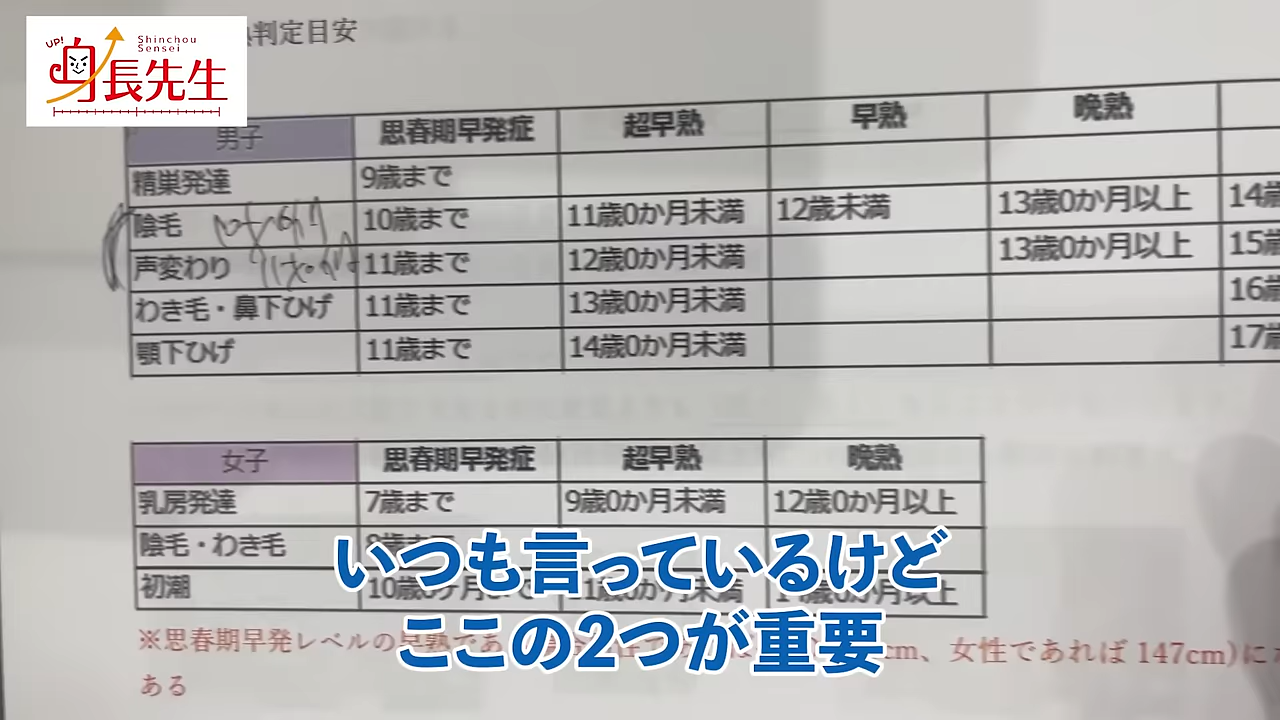 UP!
Shinchou
Sensei
身長先生
熟判定目安
男子 思春期早発症 超早熟 早熟 晩熟
精巣発達 9歳まで
陰毛 10歳まで 11歳0か月未満 12歳未満 13歳0か月以上 14歳
声変わり 11歳まで 12歳0か月未満 13歳0か月以上 15歳
わき毛・鼻下ひげ 11歳まで 13歳0か月未満 16歳
顎下ひげ 11歳まで 14歳0か月未満 17歳
女子 思春期早発症 超早熟 晩熟
乳房発達 7歳まで 9歳0か月未満 12歳0か月以上
陰毛・わき毛
初潮 10歳
いつも言っているけど
ここの2つが重要
※思春期早発レベルの早熟であ cm、女性であれば 147cm)に
ある